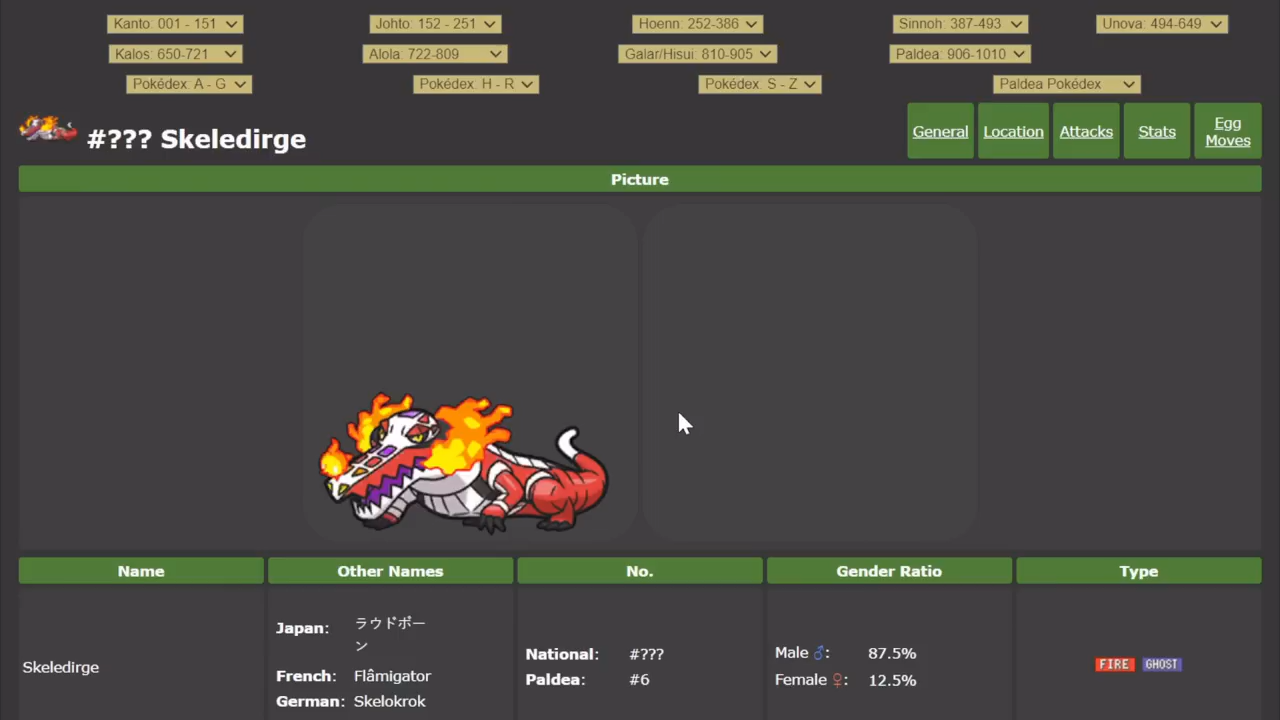 Kanto: 001 - 151 Johto: 152 - 251 Hoenn: 252-386 Sinnoh: 387-493 Unova: 494-649
Kalos: 650-721 Alola: 722-809 Galar/Hisui: 810-905 Paldea: 906-1010
Pokédex: A - G Pokédex: H - R Pokédex: S - Z Paldea Pokédex
#??? Skeledirge
General Location Attacks Stats Egg Moves
Picture
Name Other Names No. Gender Ratio Type
Skeledirge
Japan: ラウドボー
ン
French: Flâmigator
German: Skelokrok
National: #???
Paldea: #6
Male ♂: 87.5%
Female ♀: 12.5%
FIRE GHOST